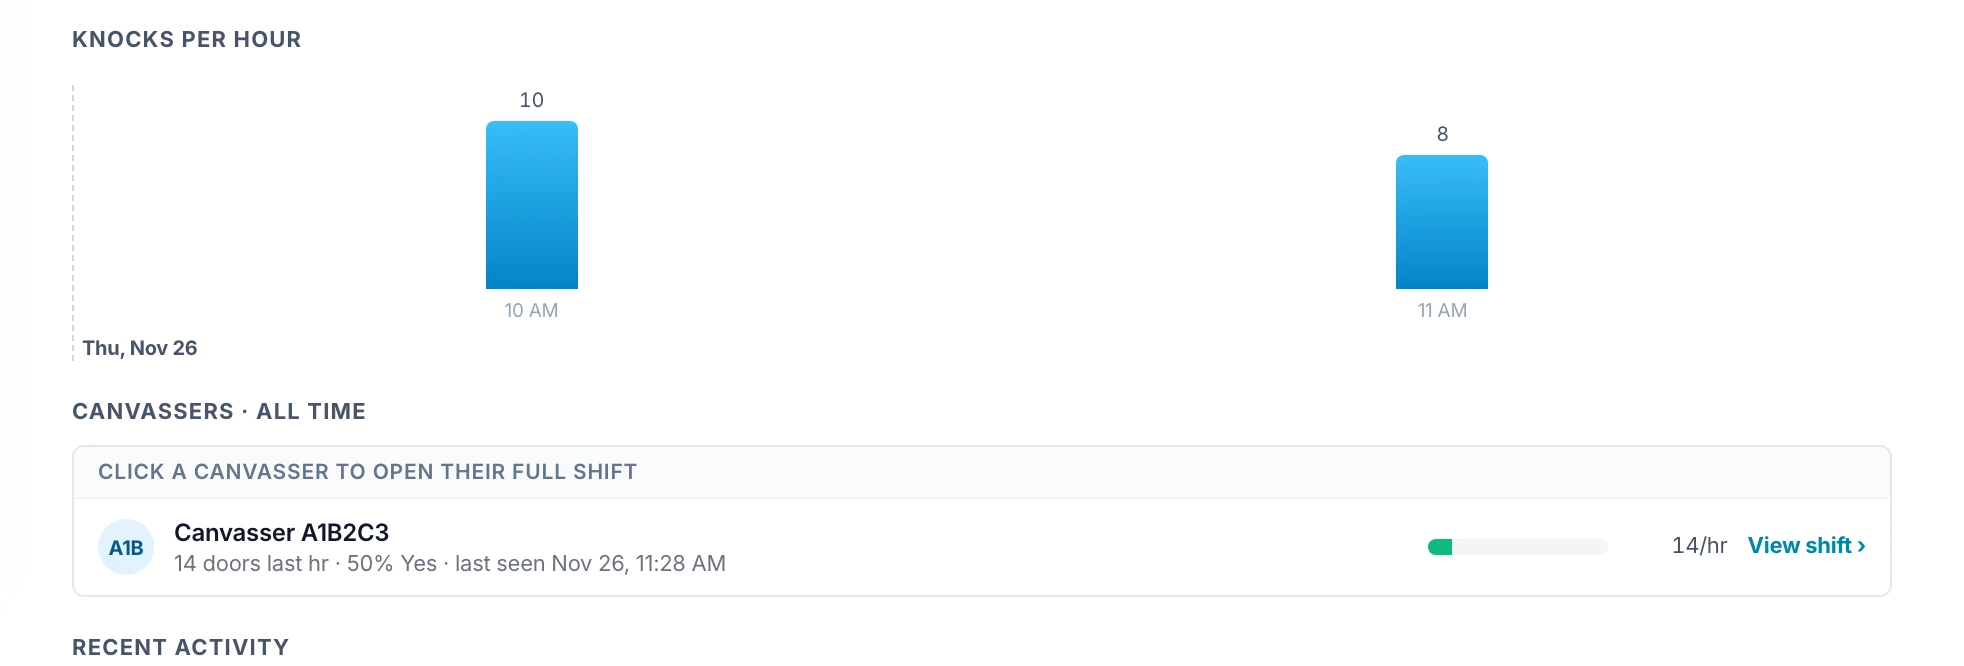 KNOCKS PER HOUR
10
8
10 AM
11 AM
Thu, Nov 26
CANVASSERS · ALL TIME
CLICK A CANVASSER TO OPEN THEIR FULL SHIFT
A1B
Canvasser A1B2C3
14 doors last hr · 50% Yes · last seen Nov 26, 11:28 AM
14/hr
View shift ›
RECENT ACTIVITY